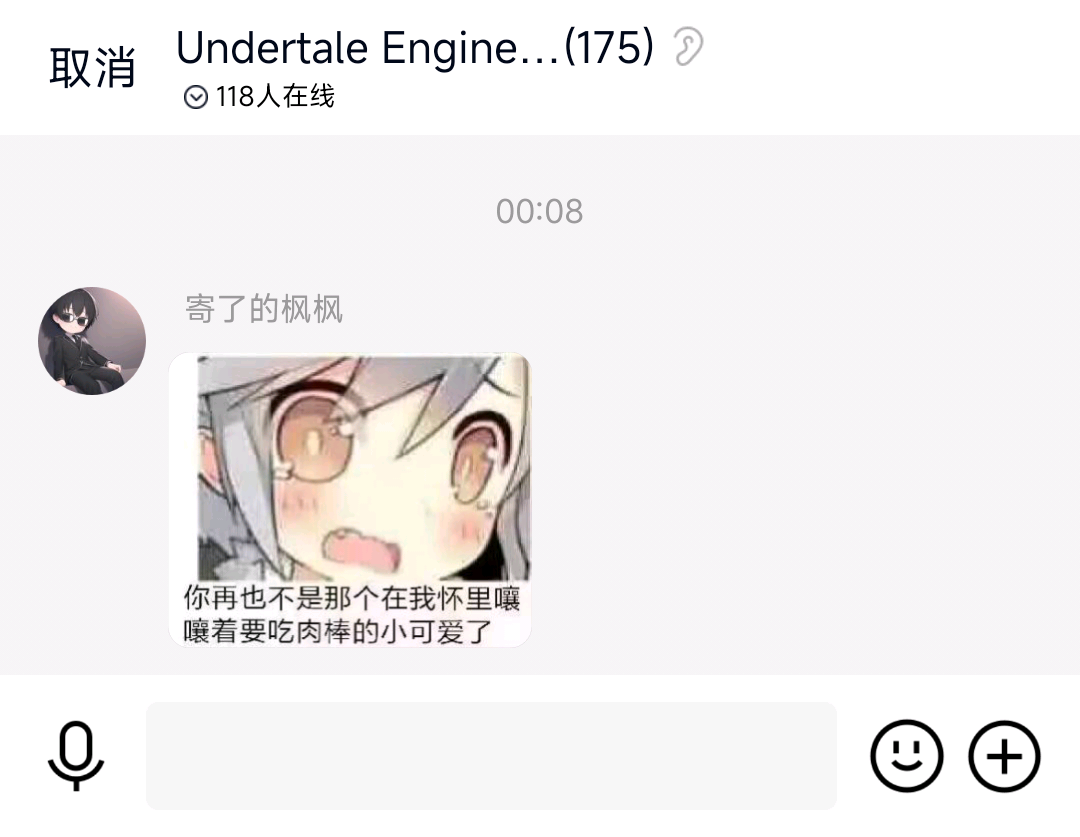 取消
Undertale Engine...(175)
118人在线
00:08
寄了的枫枫
你再也不是那个在我怀里嚷
嚷着要吃肉棒的小可爱了